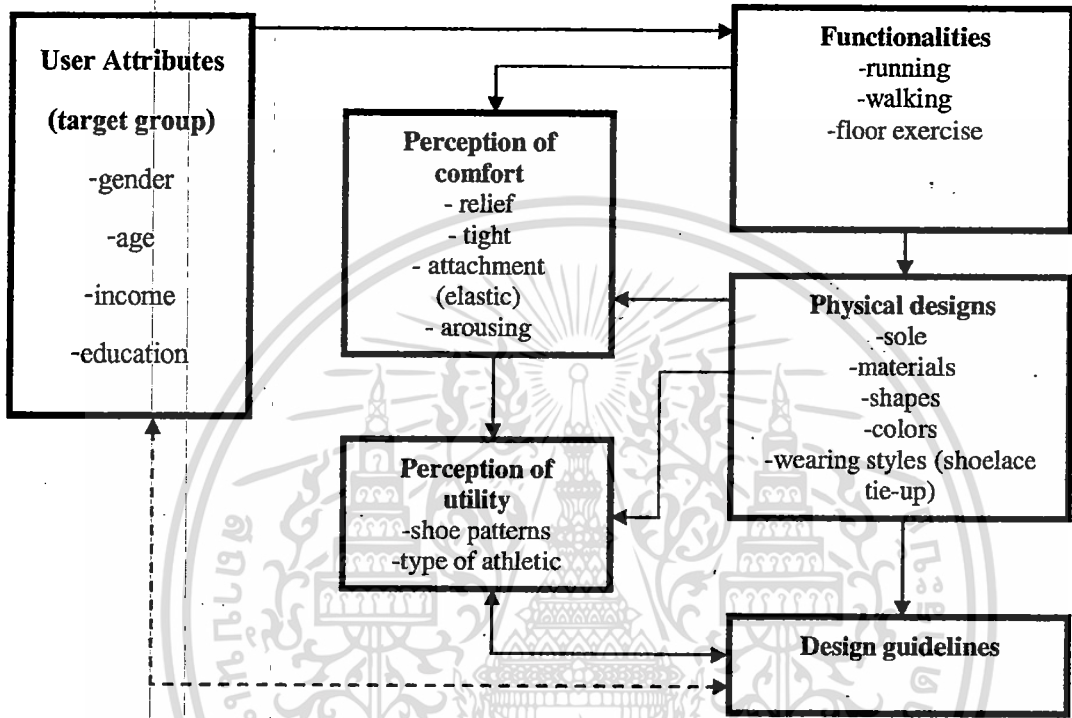 User Attributes
(target group)
-gender
-age
-income
-education
Functionalities
-running
-walking
-floor exercise
Perception of
comfort
- relief
- tight
- attachment
(elastic)
- arousing
Physical designs
-sole
-materials
-shapes
-colors
-wearing styles (shoelace
tie-up)
Perception of
utility
-shoe patterns
-type of athletic
Design guidelines